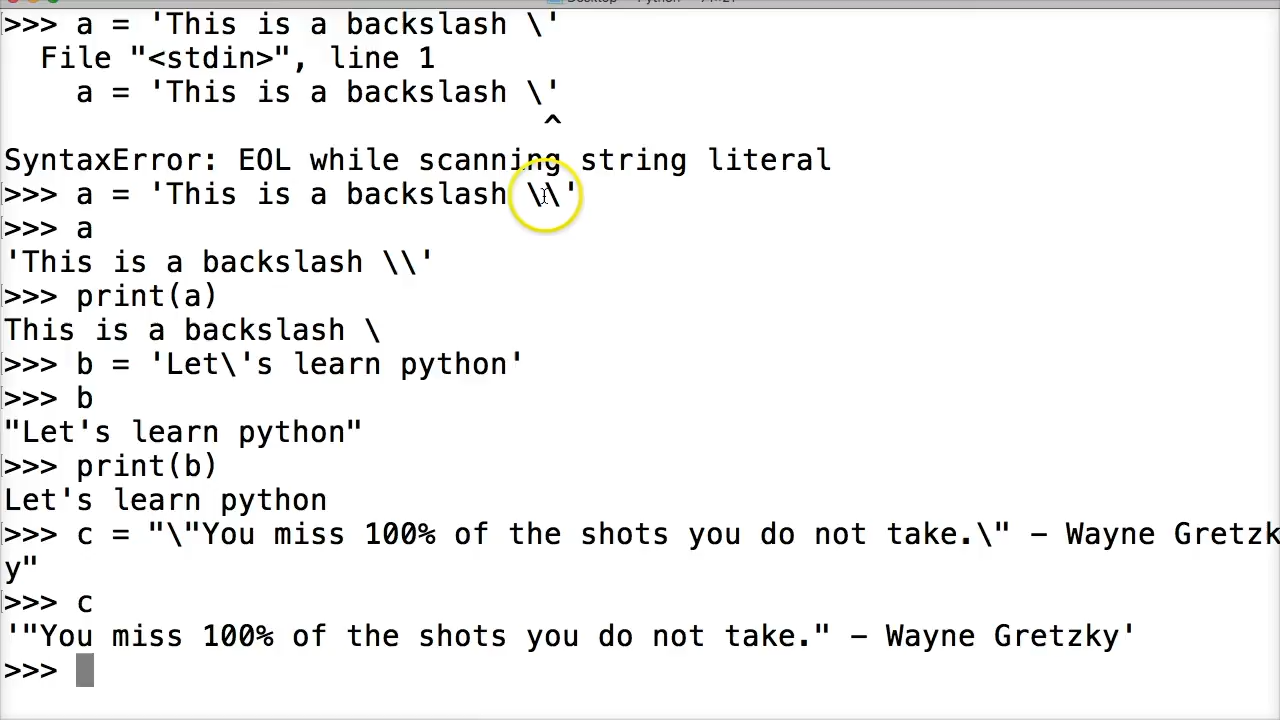 >>> a = 'This is a backslash \'
  File "<stdin>", line 1
    a = 'This is a backslash \'
                              ^
SyntaxError: EOL while scanning string literal
>>> a = 'This is a backslash \\'
>>> a
'This is a backslash \\'
>>> print(a)
This is a backslash \
>>> b = 'Let\'s learn python'
>>> b
"Let's learn python"
>>> print(b)
Let's learn python
>>> c = "\"You miss 100% of the shots you do not take.\" - Wayne Gretzk
y"
>>> c
'"You miss 100% of the shots you do not take." - Wayne Gretzky'
>>>